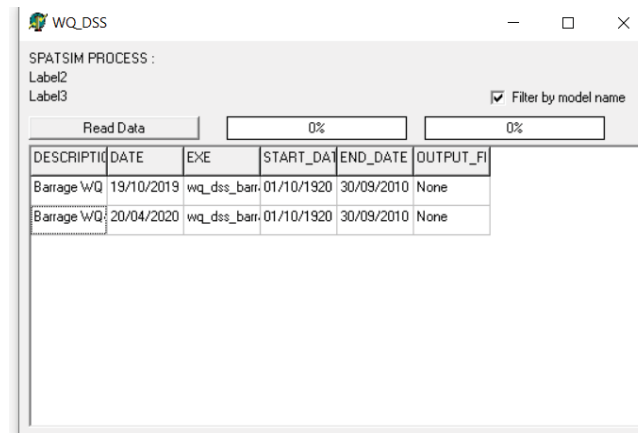 WQ_DSS
SPATSIM PROCESS :
Label2
Label3
Filter by model name
Read Data 0% 0%
DESCRIPTIO DATE EXE START_DAT END_DATE OUTPUT_FI
Barrage WQ 19/10/2019 wq_dss_barr 01/10/1920 30/09/2010 None
Barrage WQ 20/04/2020 wq_dss_barr 01/10/1920 30/09/2010 None